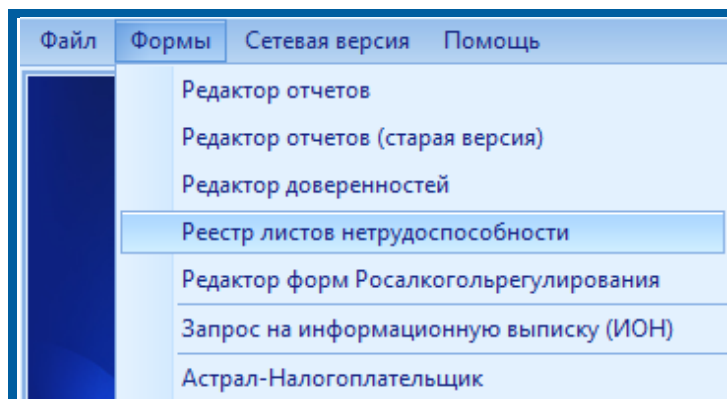 Файл Формы Сетевая версия Помощь
Редактор отчетов
Редактор отчетов (старая версия)
Редактор доверенностей
Реестр листов нетрудоспособности
Редактор форм Росалкогольрегулирования
Запрос на информационную выписку (ИОН)
Астрал-Налогоплательщик